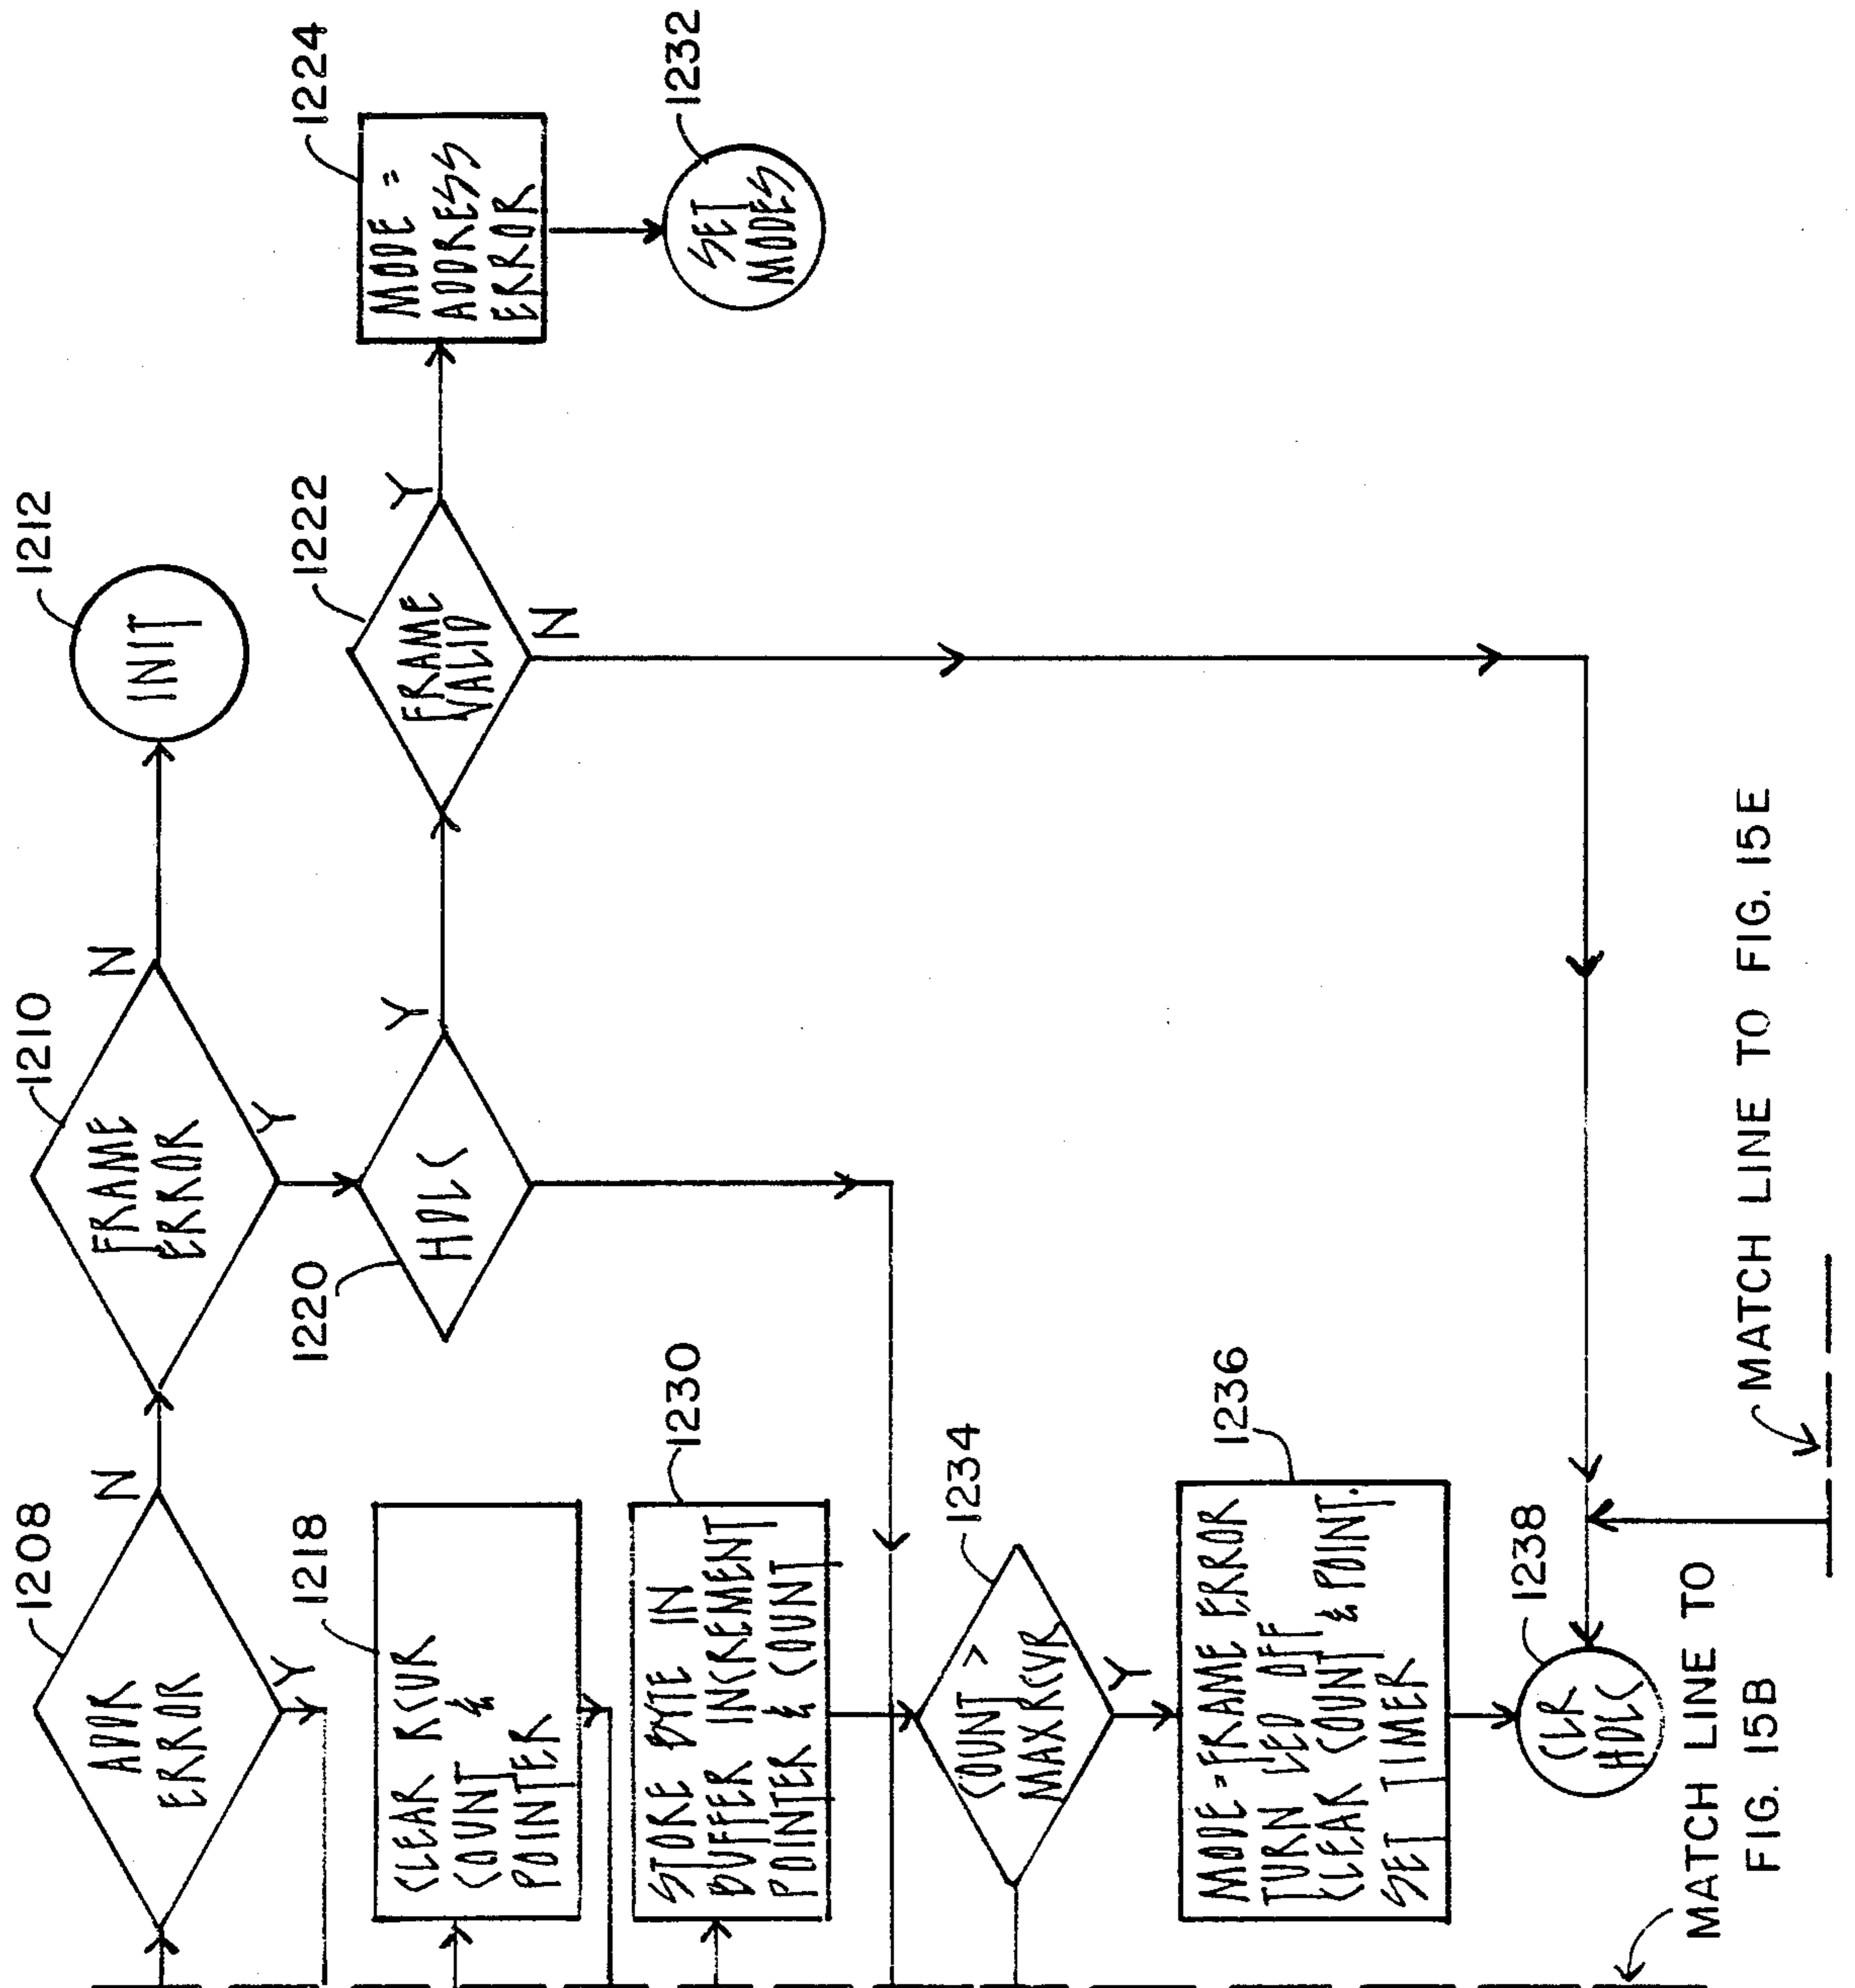 1208
ADDR
ERROR
N
Y
1210
FRAME
ERROR
N
Y
1212
INIT
1218
CLEAR RCVR
COUNT &
POINTER
1220
HDLC
Y
1222
FRAME
VALID
Y
N
1224
MODE =
ADDRESS
ERROR
1232
SET
MODES
1230
STORE BYTE IN
BUFFER INCREMENT
POINTER & COUNT
1234
COUNT >
MAXRCVR
Y
1236
MODE=FRAME ERROR
TURN LED OFF
CLEAR COUNT & POINT.
SET TIMER
1238
CLR
HDLC
MATCH LINE TO
FIG. 15B
MATCH LINE TO FIG. 15E